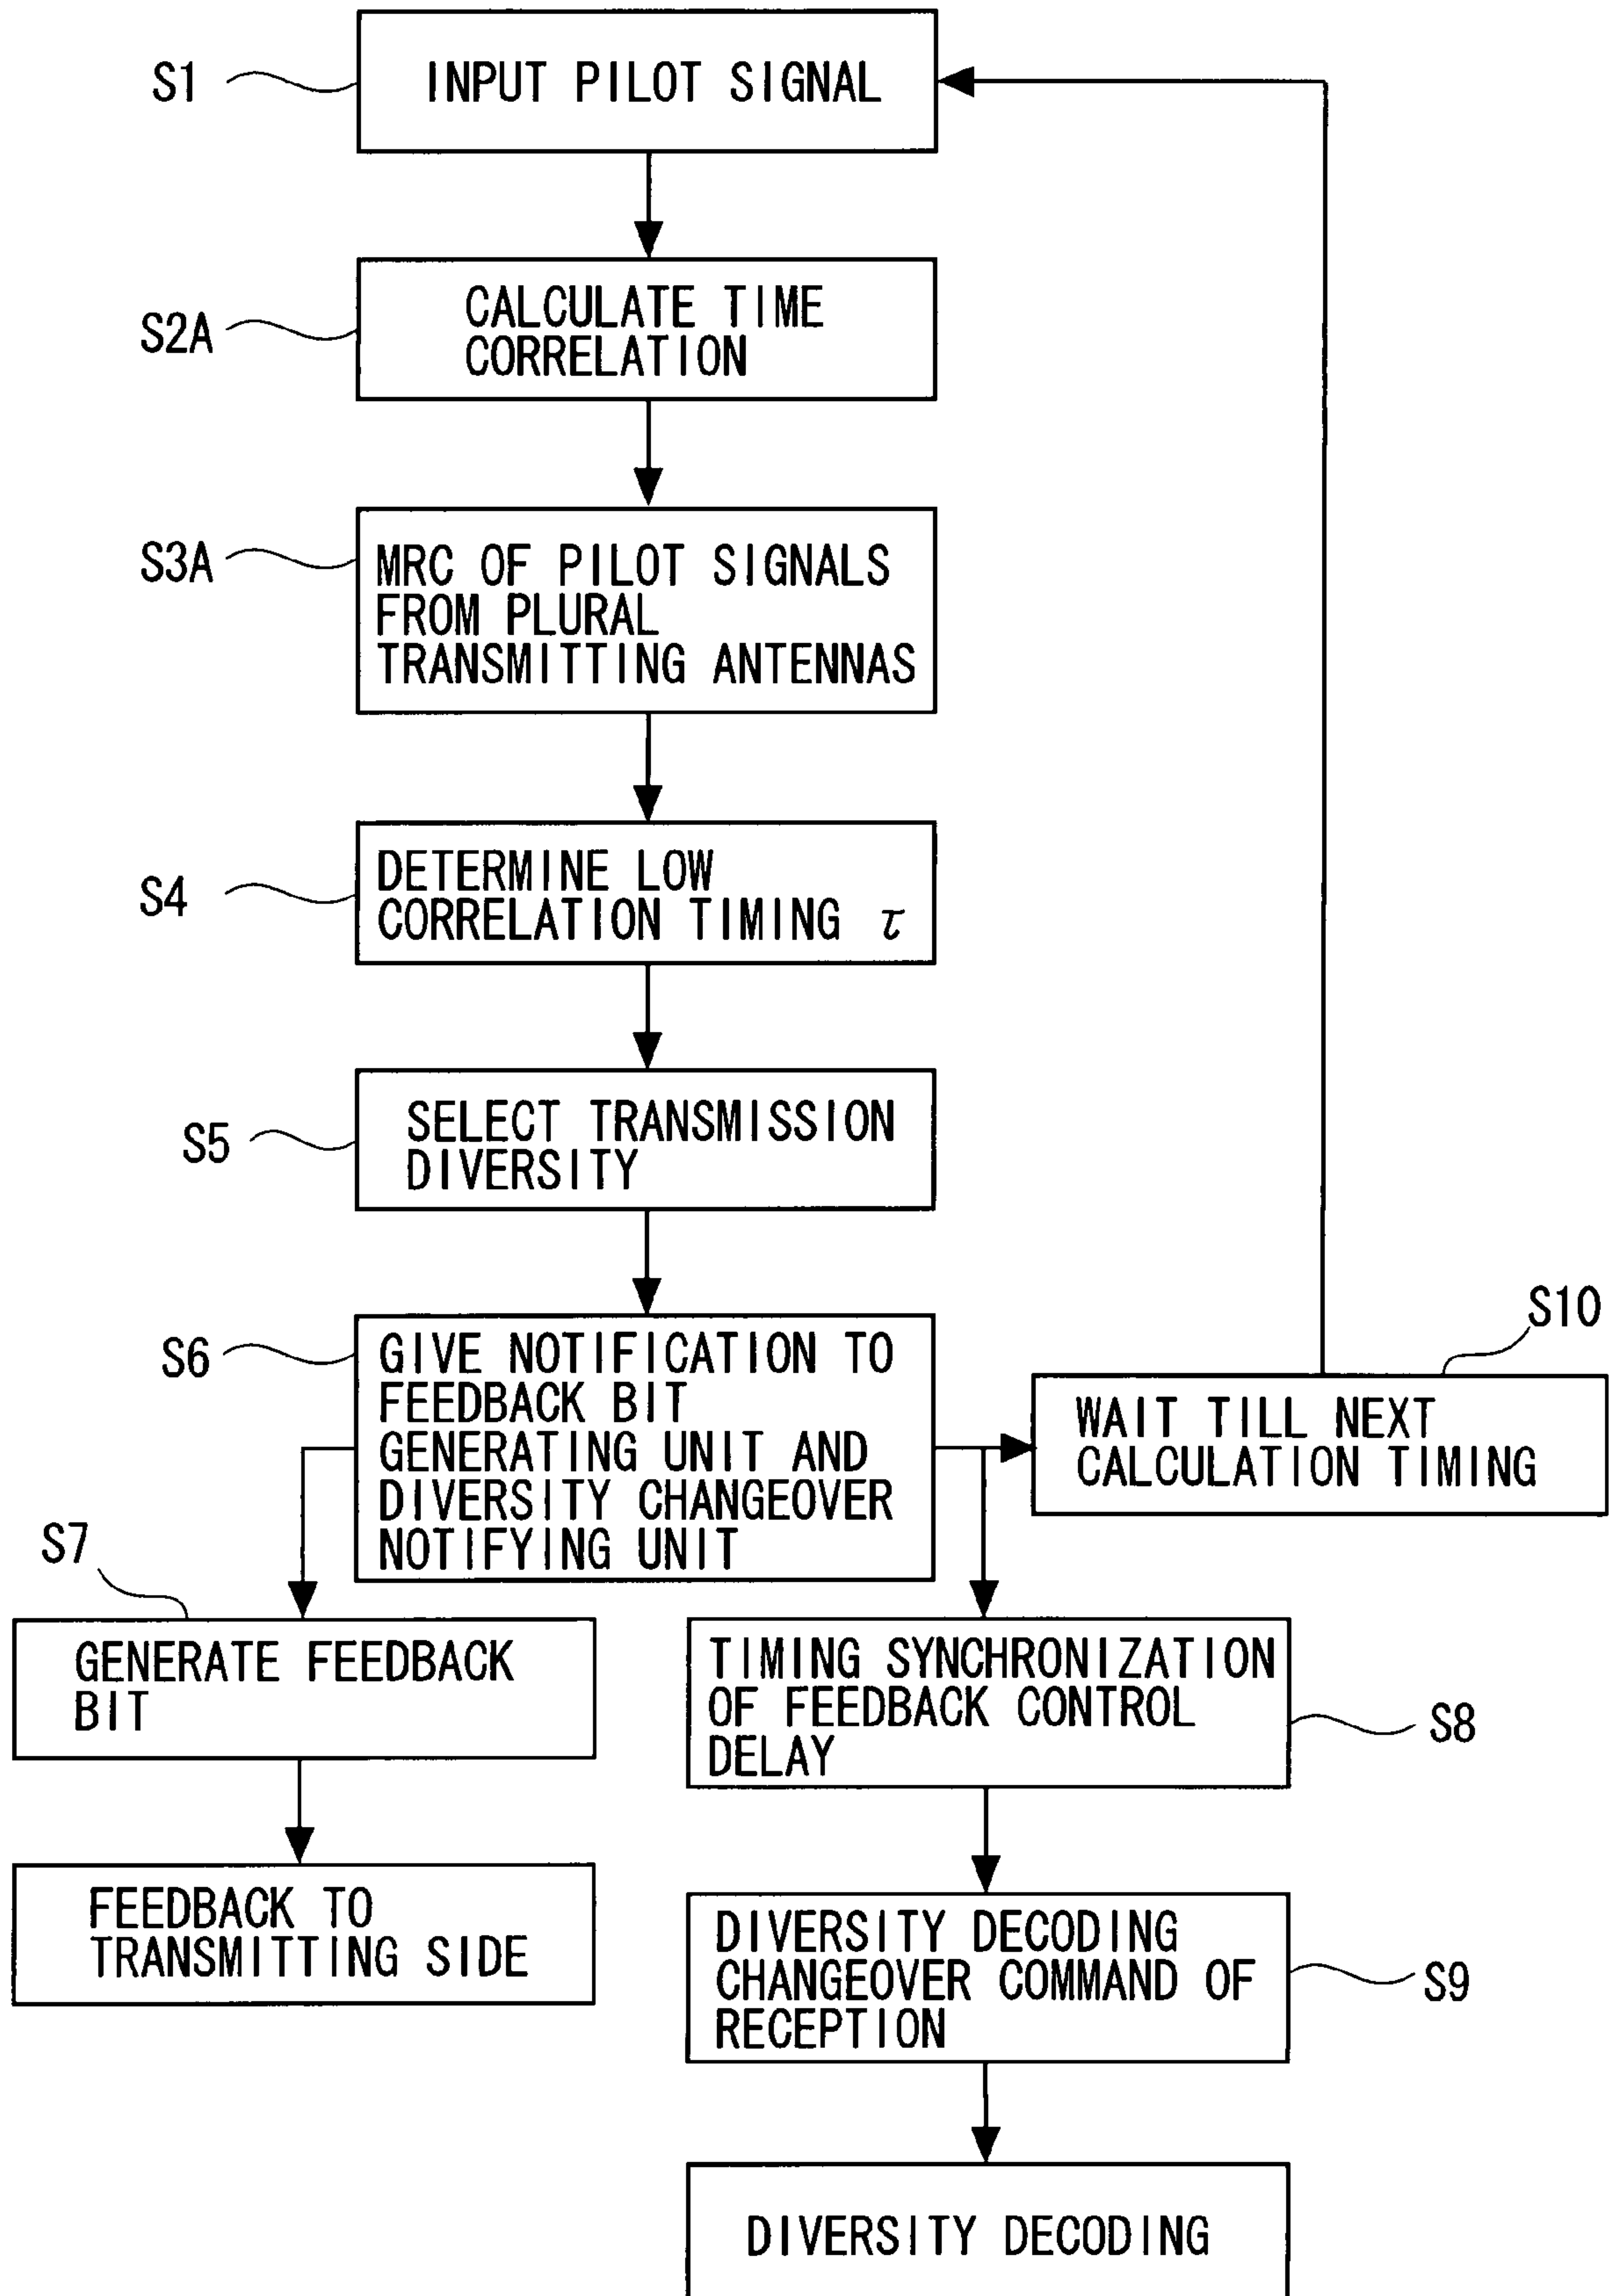 S1
INPUT PILOT SIGNAL
S2A
CALCULATE TIME
CORRELATION
S3A
MRC OF PILOT SIGNALS
FROM PLURAL
TRANSMITTING ANTENNAS
S4
DETERMINE LOW
CORRELATION TIMING τ
S5
SELECT TRANSMISSION
DIVERSITY
S6
GIVE NOTIFICATION TO
FEEDBACK BIT
GENERATING UNIT AND
DIVERSITY CHANGEOVER
NOTIFYING UNIT
S10
WAIT TILL NEXT
CALCULATION TIMING
S7
GENERATE FEEDBACK
BIT
FEEDBACK TO
TRANSMITTING SIDE
TIMING SYNCHRONIZATION
OF FEEDBACK CONTROL
DELAY
S8
DIVERSITY DECODING
CHANGEOVER COMMAND OF
RECEPTION
S9
DIVERSITY DECODING